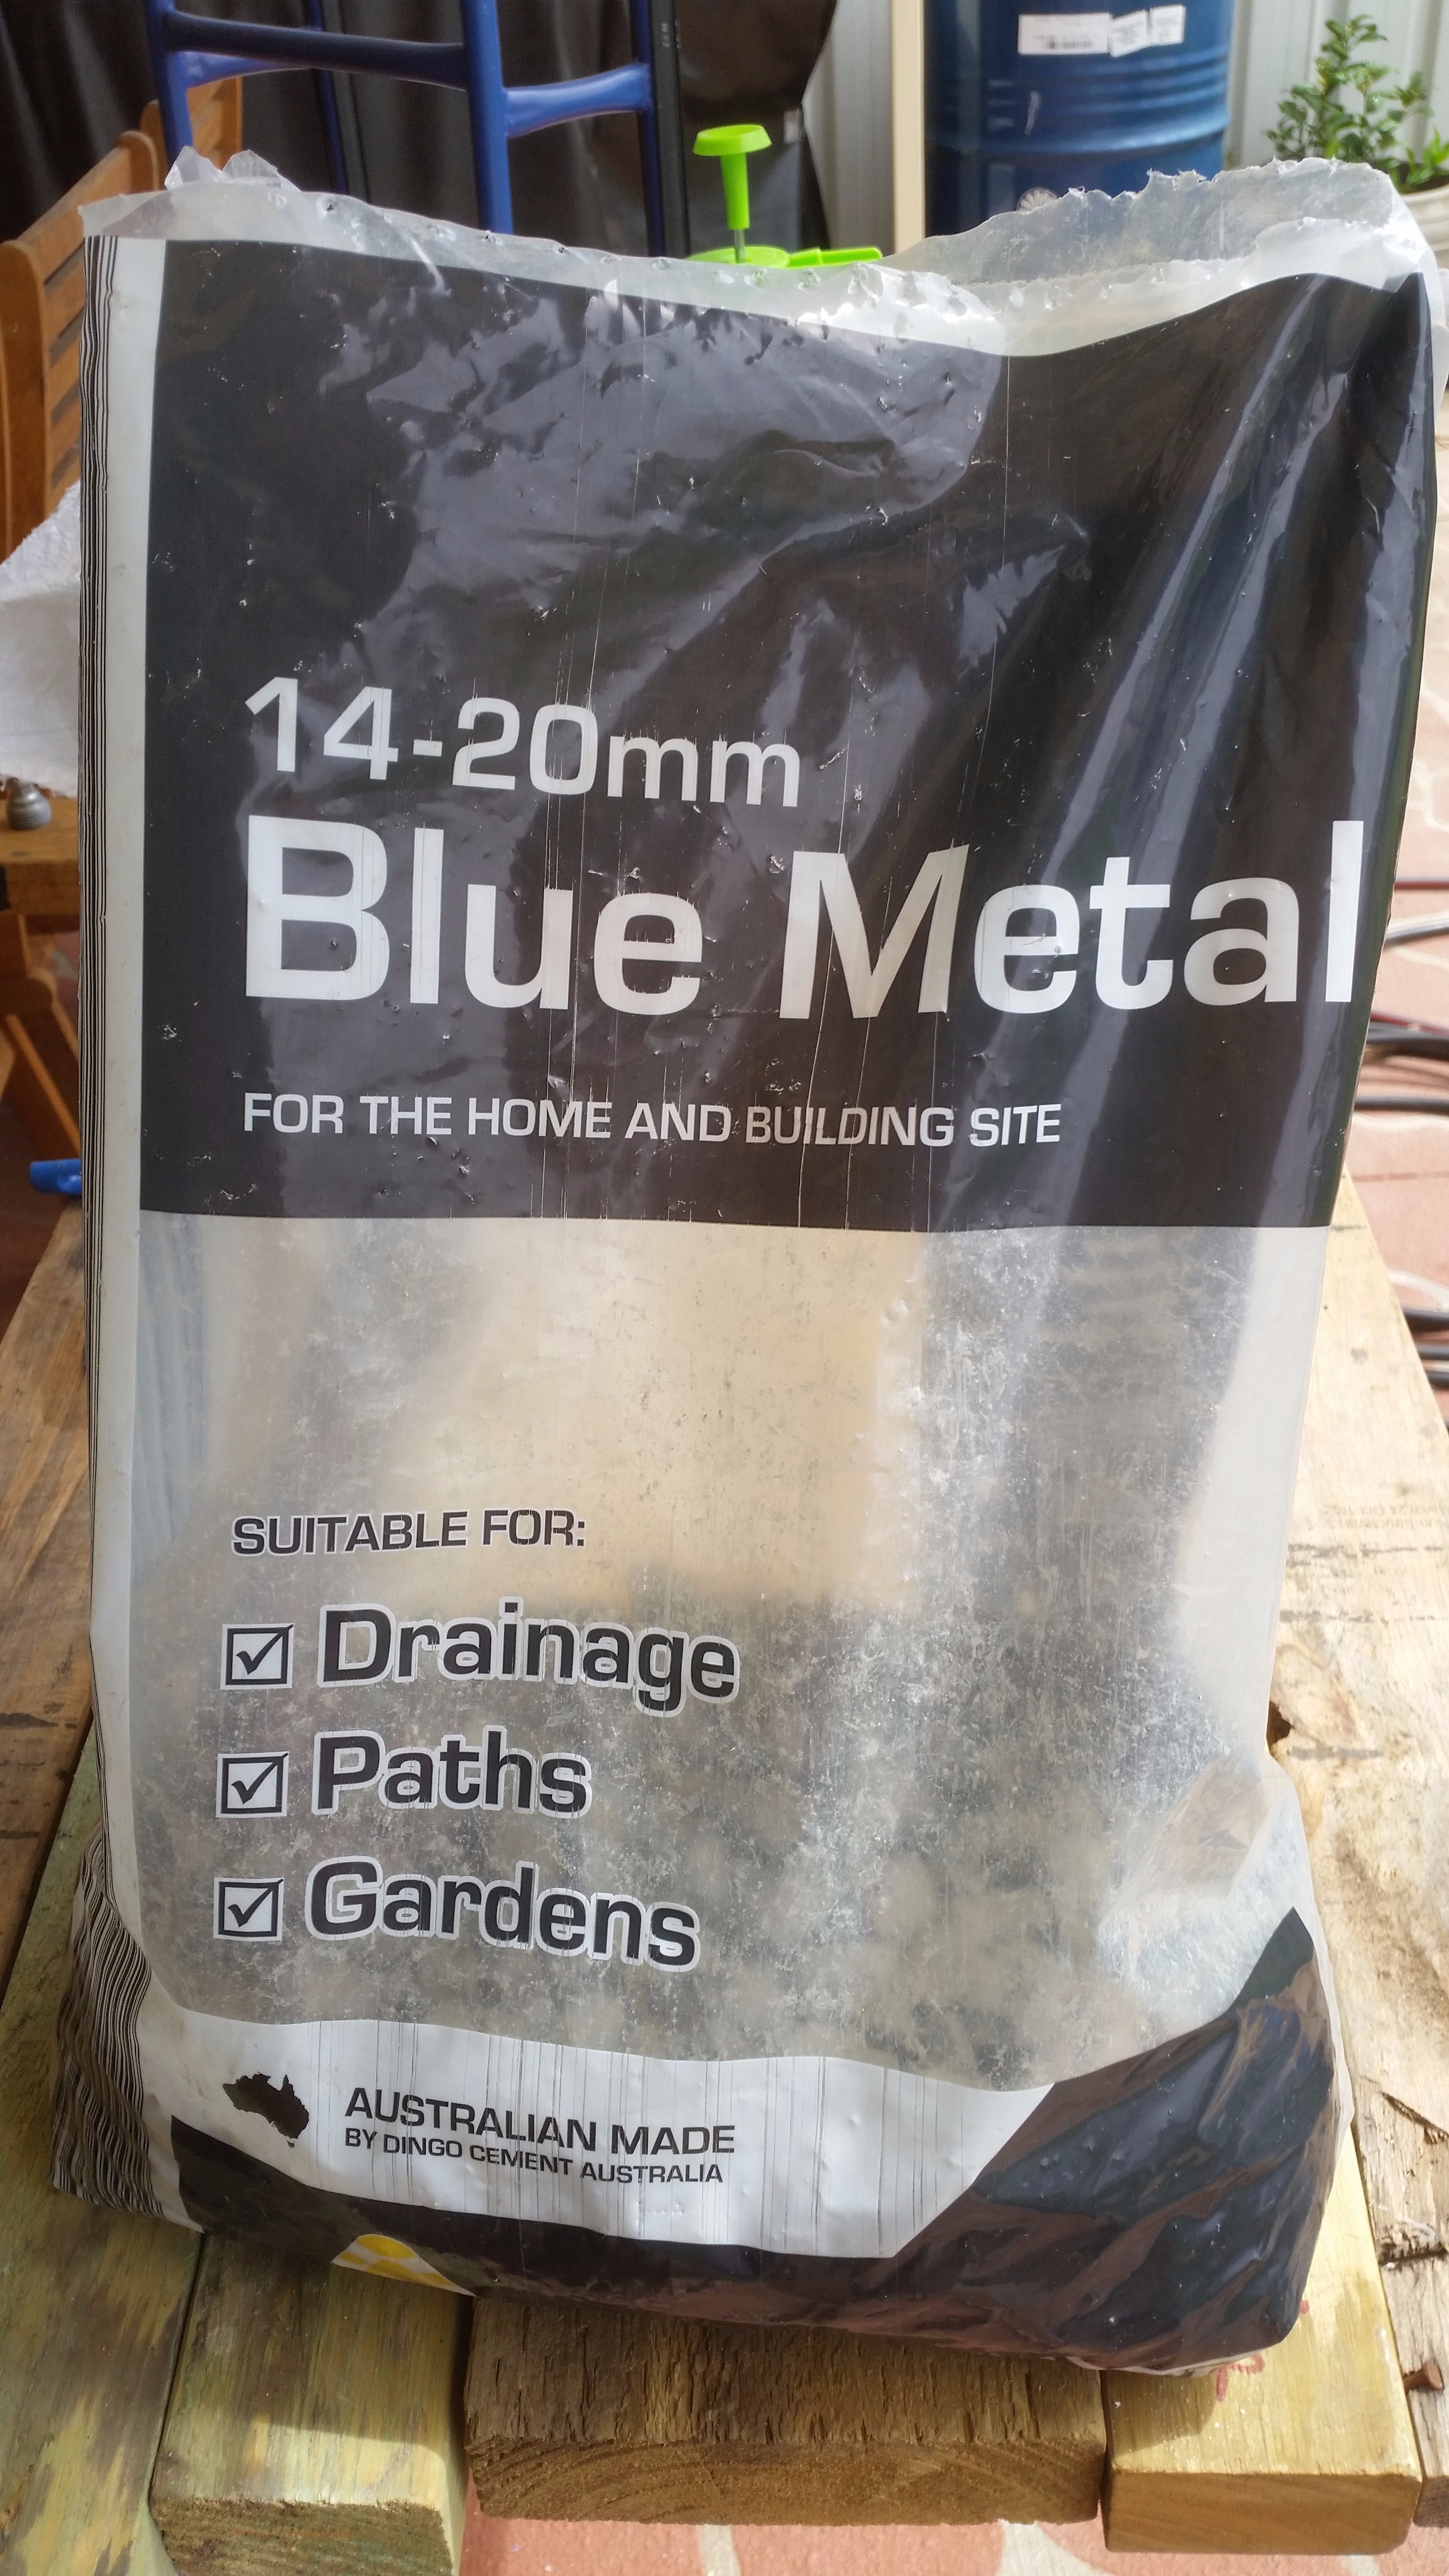 14-20mm
Blue Metal
FOR THE HOME AND BUILDING SITE
SUITABLE FOR:
Drainage
Paths
Gardens
AUSTRALIAN MADE
BY DINGO CEMENT AUSTRALIA